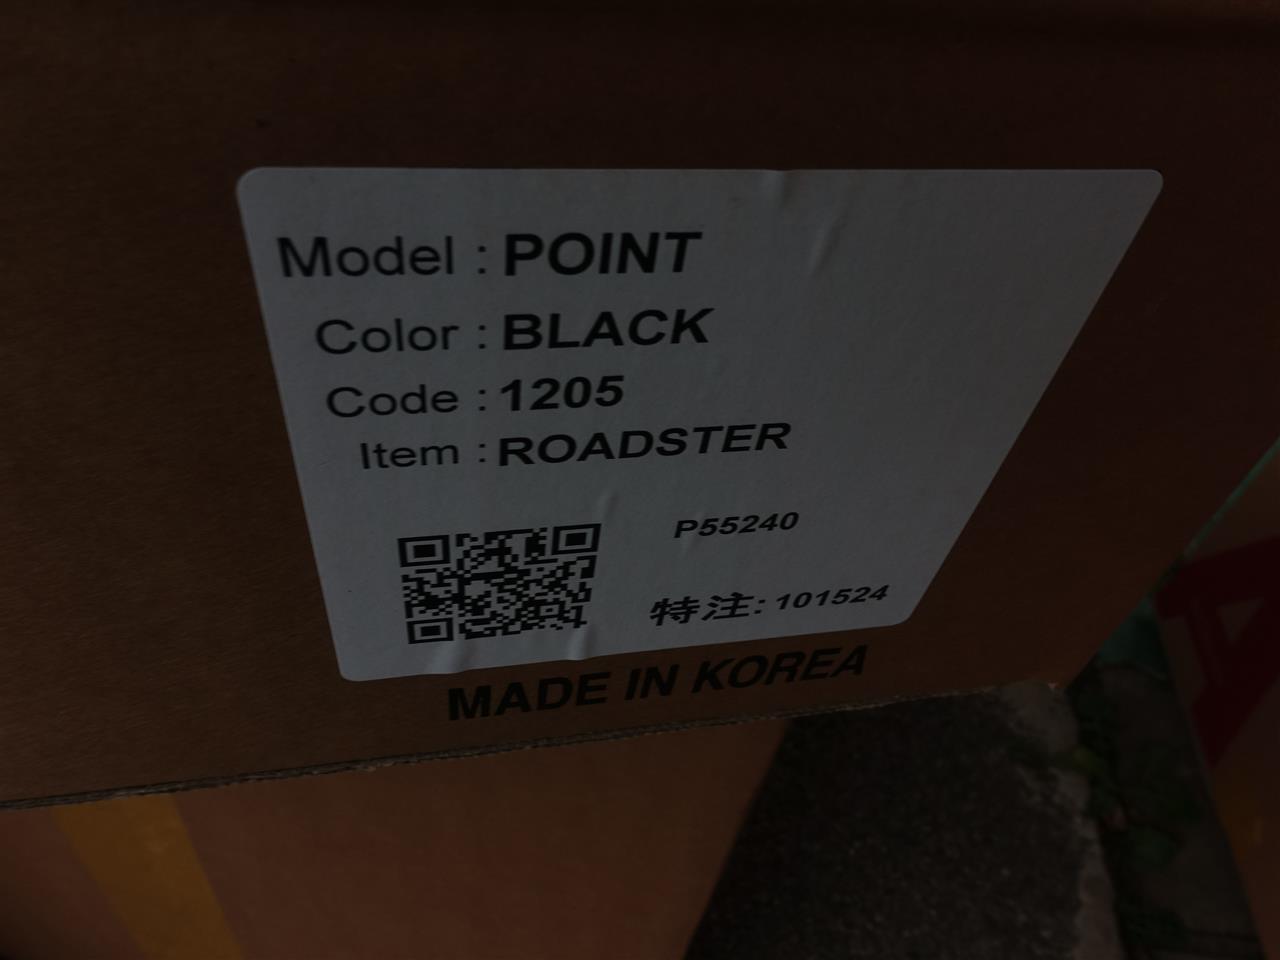 Model : POINT
Color : BLACK
Code : 1205
Item : ROADSTER
P55240
特注: 101524
MADE IN KOREA